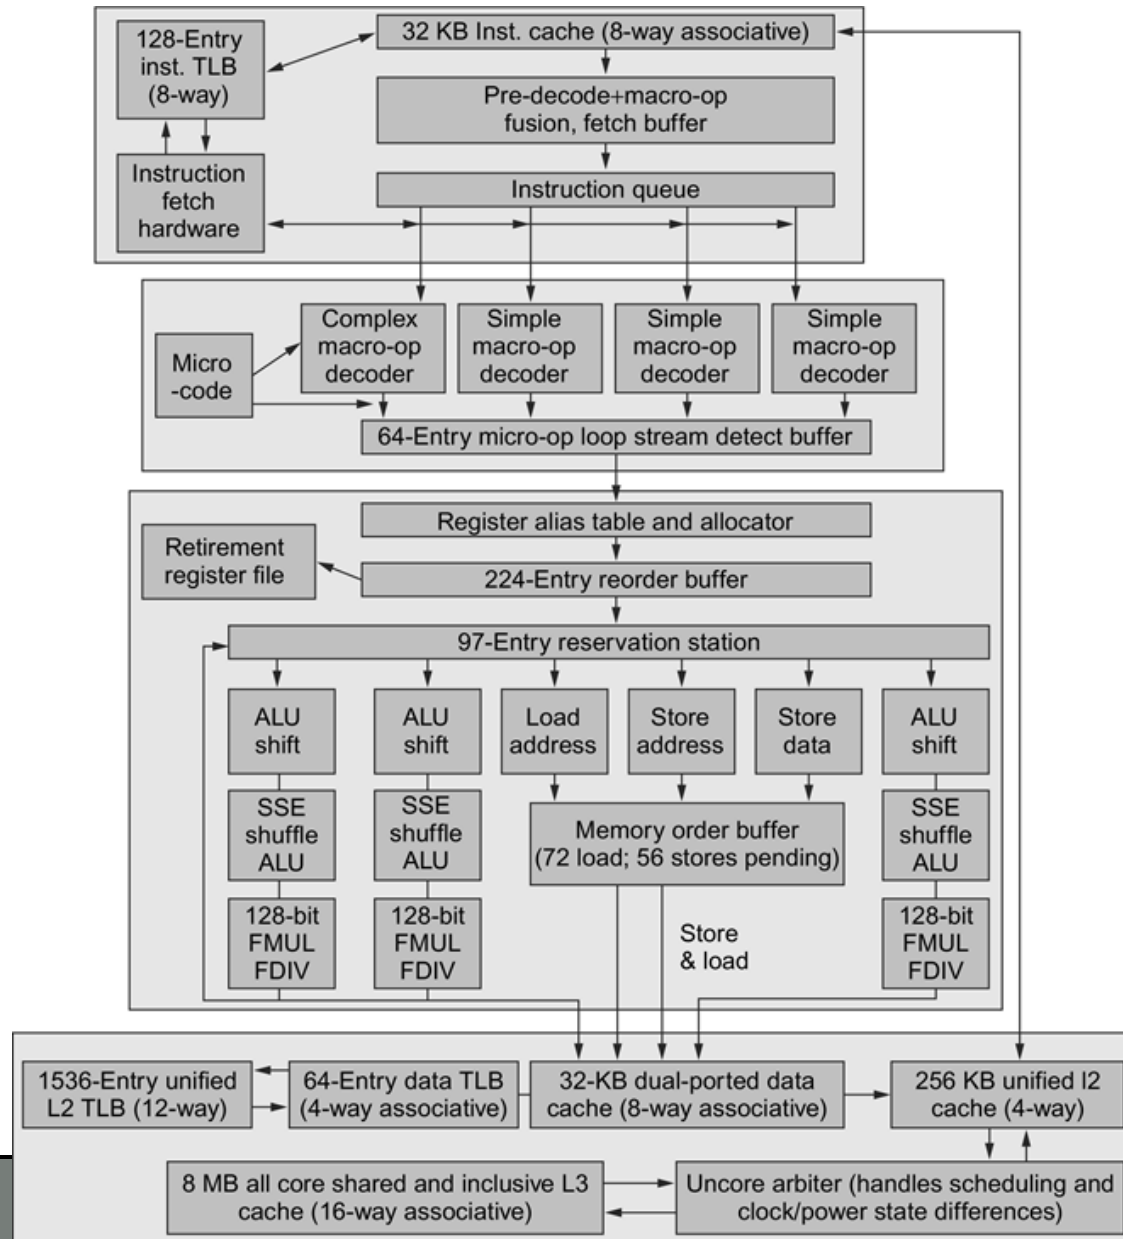 128-Entry
inst. TLB
(8-way)
32 KB Inst. cache (8-way associative)
Pre-decode+macro-op
fusion, fetch buffer
Instruction
fetch
hardware
Instruction queue
Micro
-code
Complex
macro-op
decoder
Simple
macro-op
decoder
Simple
macro-op
decoder
Simple
macro-op
decoder
64-Entry micro-op loop stream detect buffer
Register alias table and allocator
Retirement
register file
224-Entry reorder buffer
97-Entry reservation station
ALU
shift
ALU
shift
Load
address
Store
address
Store
data
ALU
shift
SSE
shuffle
ALU
SSE
shuffle
ALU
Memory order buffer
(72 load; 56 stores pending)
SSE
shuffle
ALU
128-bit
FMUL
FDIV
128-bit
FMUL
FDIV
Store
& load
128-bit
FMUL
FDIV
1536-Entry unified
L2 TLB (12-way)
64-Entry data TLB
(4-way associative)
32-KB dual-ported data
cache (8-way associative)
256 KB unified l2
cache (4-way)
8 MB all core shared and inclusive L3
cache (16-way associative)
Uncore arbiter (handles scheduling and
clock/power state differences)